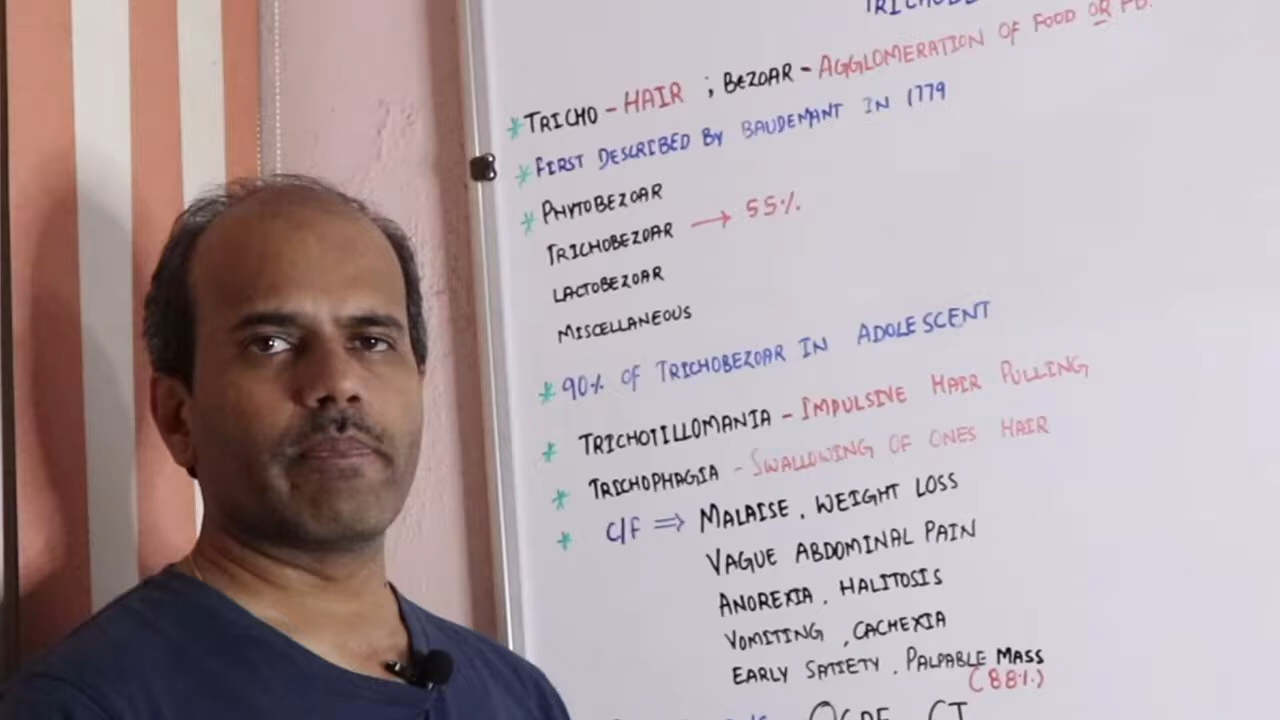 * TRICHO - HAIR ; BEZOAR - AGGLOMERATION OF FOOD OR
* FIRST DESCRIBED BY BAUDEMANT IN 1779
* PHYTOBEZOAR
TRICHOBEZOAR → 55%
LACTOBEZOAR
MISCELLANEOUS
* 90% OF TRICHOBEZOAR IN ADOLESCENT
* TRICHOTILLOMANIA - IMPULSIVE HAIR PULLING
* TRICHOPHAGIA - SWALLOWING OF ONES HAIR
* C/F ⇒ MALAISE, WEIGHT LOSS
VAGUE ABDOMINAL PAIN
ANOREXIA, HALITOSIS
VOMITING, CACHEXIA
EARLY SATIETY, PALPABLE MASS
(88%)